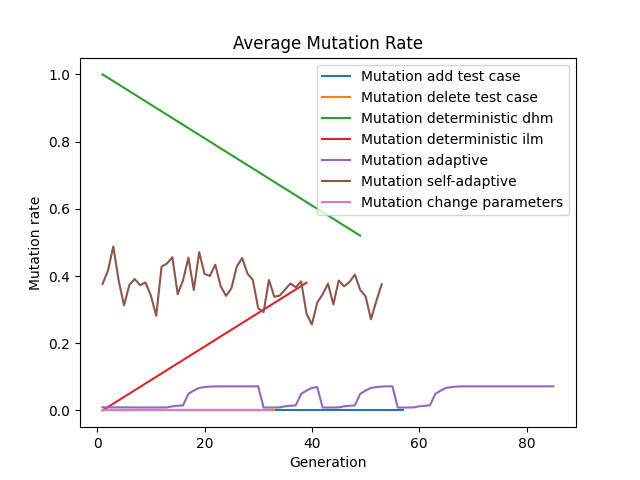 Average Mutation Rate
Mutation add test case
Mutation delete test case
Mutation deterministic dhm
Mutation deterministic ilm
Mutation adaptive
Mutation self-adaptive
Mutation change parameters
Mutation rate
1.0
0.8
0.6
0.4
0.2
0.0
0 20 40 60 80
Generation